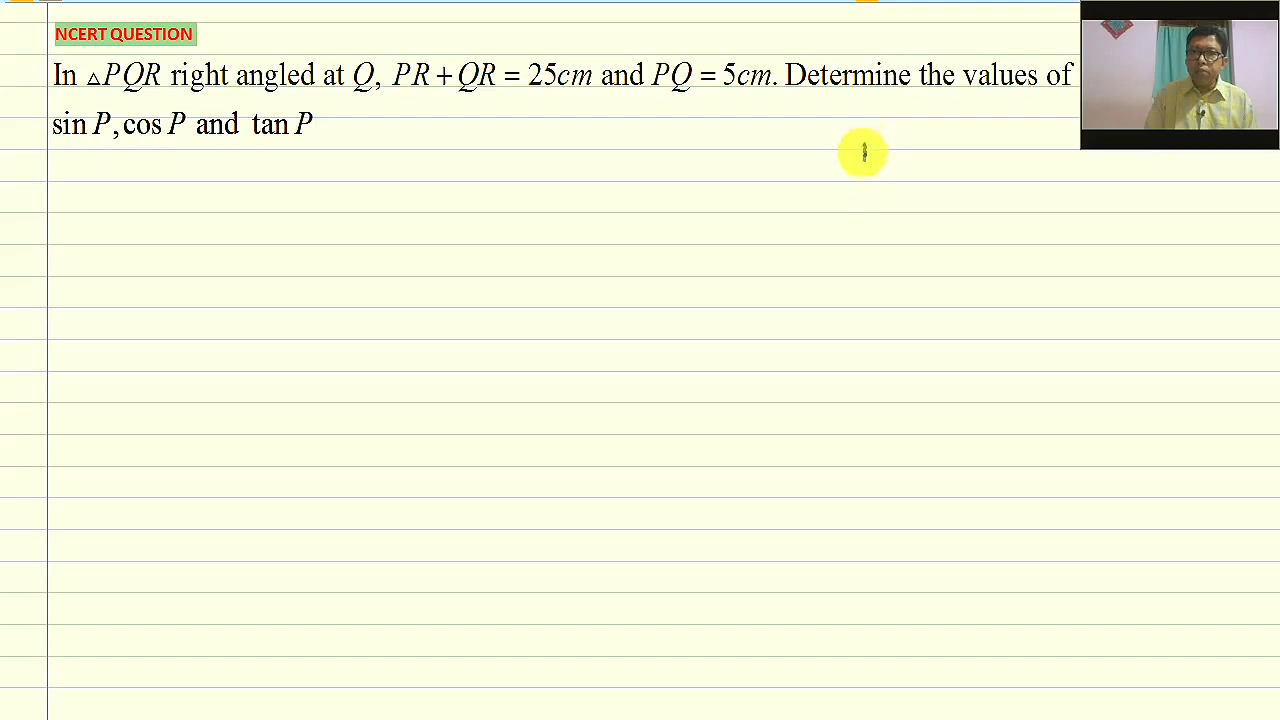 NCERT QUESTION
In △PQR right angled at Q, PR + QR = 25cm and PQ = 5cm. Determine the values of
sin P, cos P and tan P